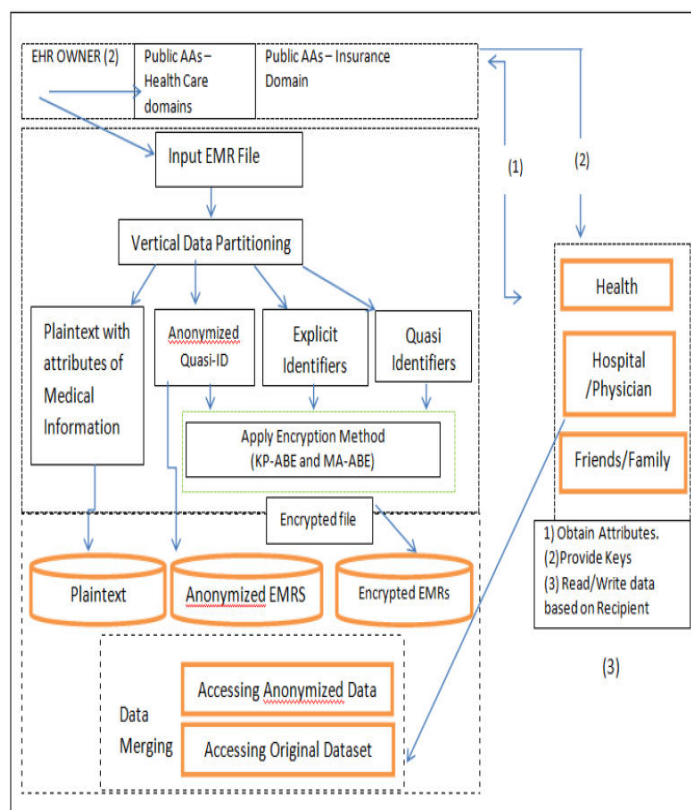 EHR OWNER (2)
Public AAs –
Health Care
domains
Public AAs – Insurance
Domain
Input EMR File
(1)
(2)
Vertical Data Partitioning
Plaintext with
attributes of
Medical
Information
Anonymized
Quasi-ID
Explicit
Identifiers
Quasi
Identifiers
Apply Encryption Method
(KP-ABE and MA-ABE)
Encrypted file
Health
Hospital
/Physician
Friends/Family
1) Obtain Attributes.
(2)Provide Keys
(3) Read/Write data
based on Recipient
(3)
Plaintext
Anonymized EMRS
Encrypted EMRs
Data
Merging
Accessing Anonymized Data
Accessing Original Dataset